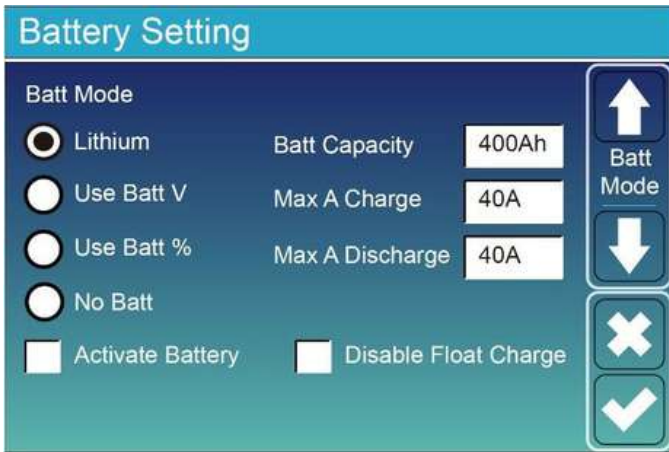 Battery Setting
Batt Mode
Lithium
Batt Capacity 400Ah
Use Batt V
Max A Charge 40A
Use Batt %
Max A Discharge 40A
No Batt
Activate Battery
Disable Float Charge
Batt
Mode